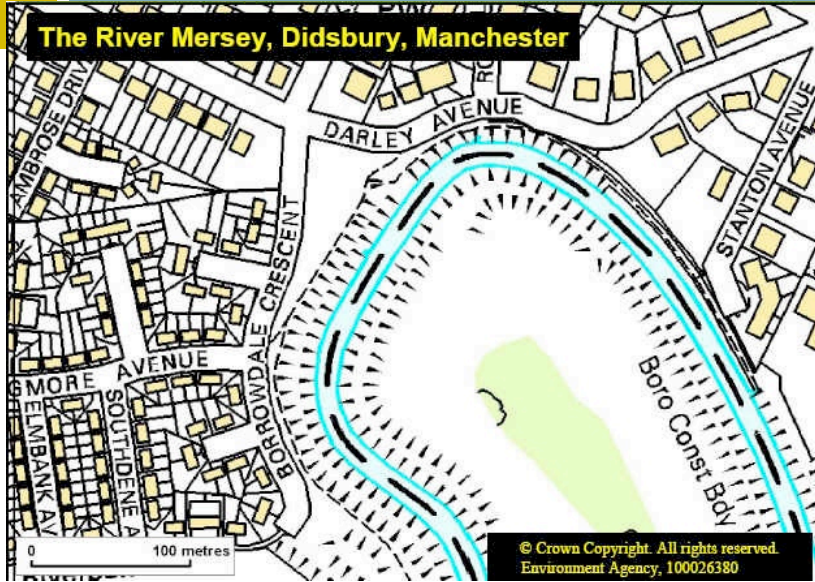 The River Mersey, Didsbury, Manchester
DARLEY AVENUE
AMBROSE DRIVE
STANTON AVENUE
BORROWDALE CRESCENT
MORE AVENUE
ELMBANK AV
SOUTHDENE A
Boro Const Bdy
0 100 metres
© Crown Copyright. All rights reserved.
Environment Agency, 100026380